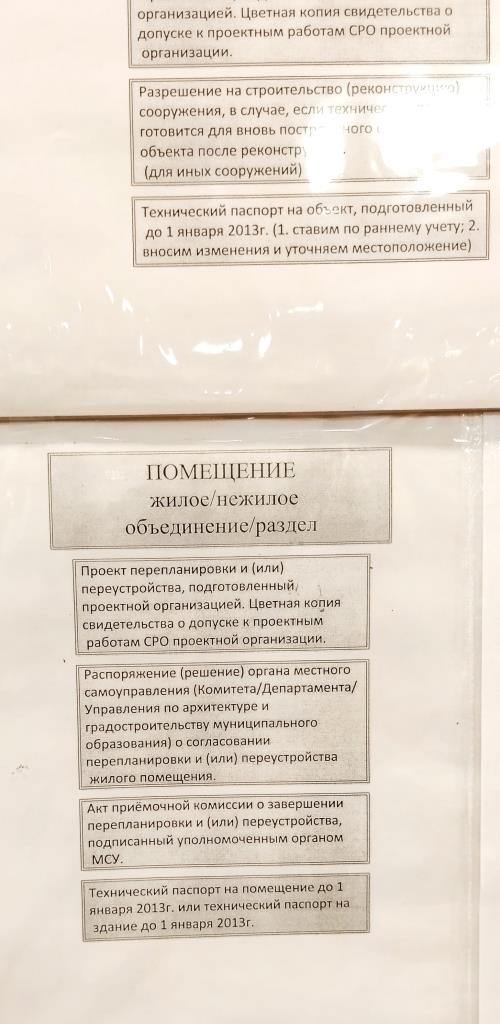 организацией. Цветная копия свидетельства о
допуске к проектным работам СРО проектной
организации.
Разрешение на строительство (реконструкцию)
сооружения, в случае, если
готовится для вновь
объекта после
(для иных сооружений)
Технический паспорт на объект, подготовленный
до 1 января 2013г. (1. ставим по раннему учету; 2.
вносим изменения и уточняем местоположение)
ПОМЕЩЕНИЕ
жилое/нежилое
объединение/раздел
Проект перепланировки и (или)
переустройства, подготовленный
проектной организацией. Цветная копия
свидетельства о допуске к проектным
работам СРО проектной организации.
Распоряжение (решение) органа местного
самоуправления (Комитета/Департамента/
Управления по архитектуре и
градостроительству муниципального
образования) о согласовании
перепланировки и (или) переустройства
жилого помещения.
Акт приёмочной комиссии о завершении
перепланировки и (или) переустройства,
подписанный уполномоченным органом
МСУ.
Технический паспорт на помещение до 1
января 2013г. или технический паспорт на
здание до 1 января 2013г.